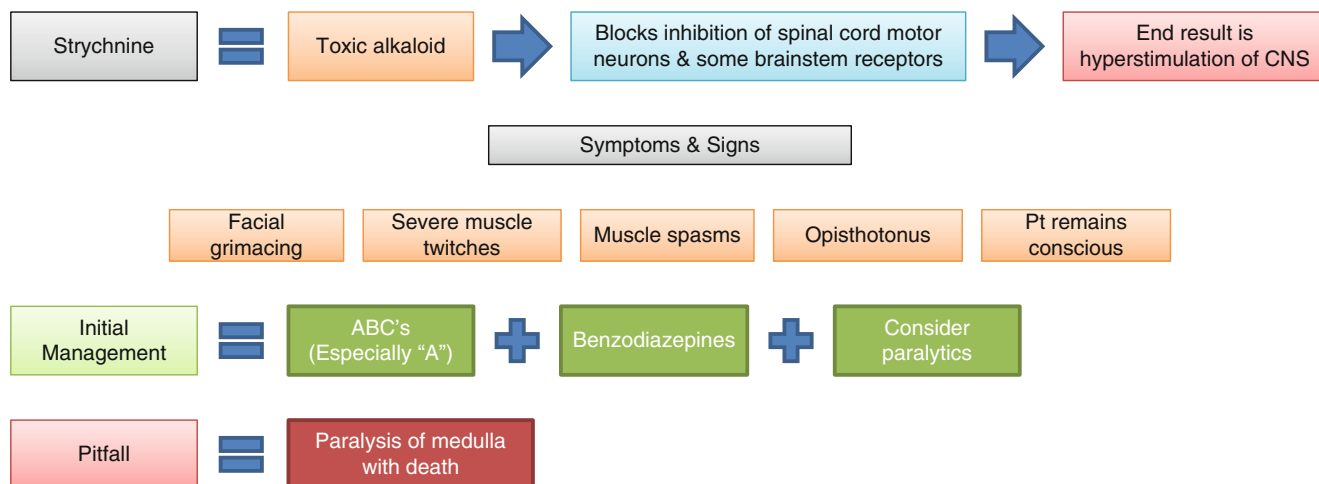 Strychnine
Toxic alkaloid
Blocks inhibition of spinal cord motor
neurons & some brainstem receptors
End result is
hyperstimulation of CNS
Symptoms & Signs
Facial
grimacing
Severe muscle
twitches
Muscle spasms
Opisthotonus
Pt remains
conscious
Initial
Management
ABC's
(Especially “A”)
Benzodiazepines
Consider
paralytics
Pitfall
Paralysis of medulla
with death